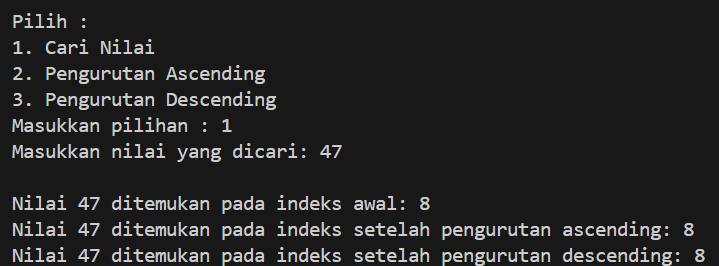 Pilih :
1. Cari Nilai
2. Pengurutan Ascending
3. Pengurutan Descending
Masukkan pilihan : 1
Masukkan nilai yang dicari: 47
Nilai 47 ditemukan pada indeks awal: 8
Nilai 47 ditemukan pada indeks setelah pengurutan ascending: 8
Nilai 47 ditemukan pada indeks setelah pengurutan descending: 8